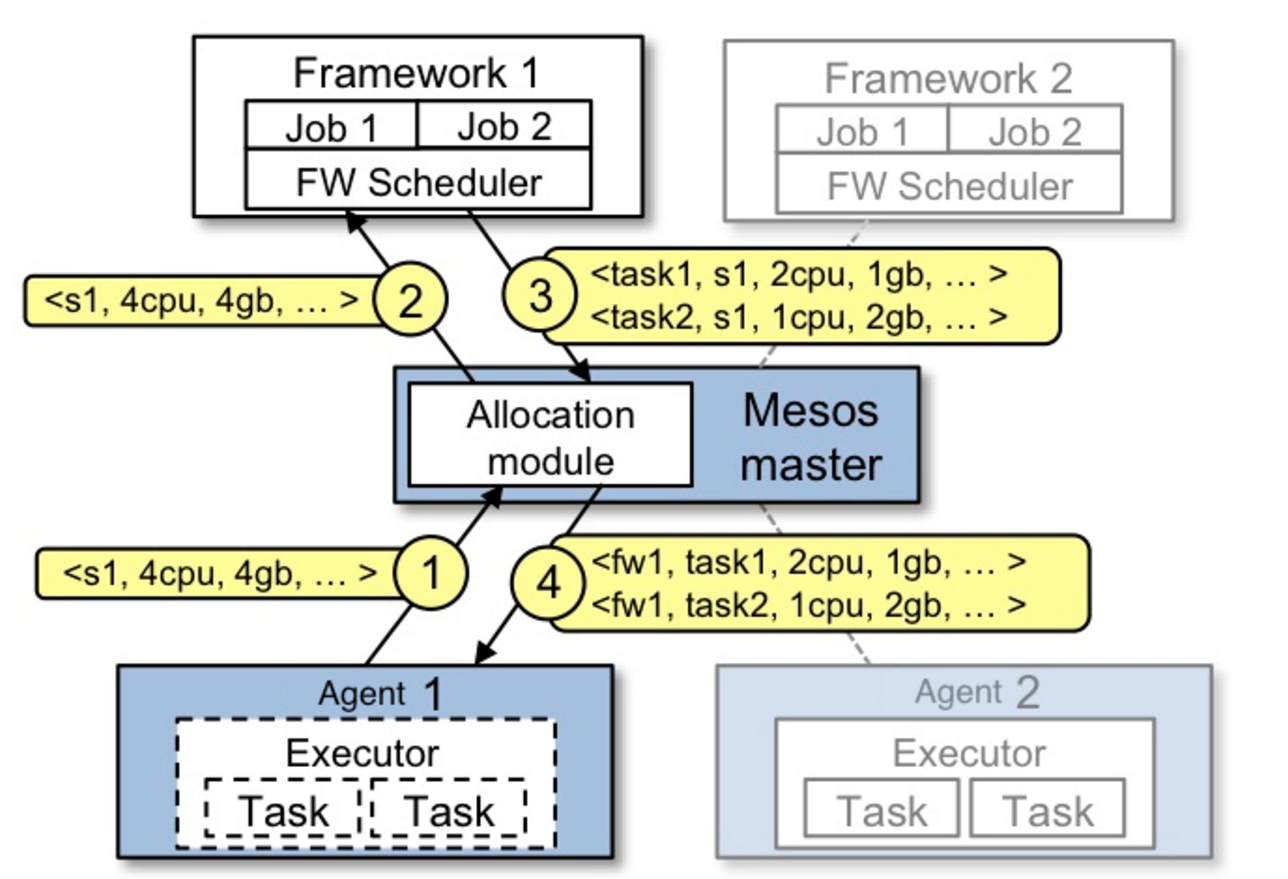 Framework 1
Job 1 Job 2
FW Scheduler
Framework 2
Job 1 Job 2
FW Scheduler
<s1, 4cpu, 4gb, … >
2
3
<task1, s1, 2cpu, 1gb, … >
<task2, s1, 1cpu, 2gb, … >
Allocation
module
Mesos
master
<s1, 4cpu, 4gb, … >
1
4
<fw1, task1, 2cpu, 1gb, … >
<fw1, task2, 1cpu, 2gb, … >
Agent 1
Executor
Task Task
Agent 2
Executor
Task Task